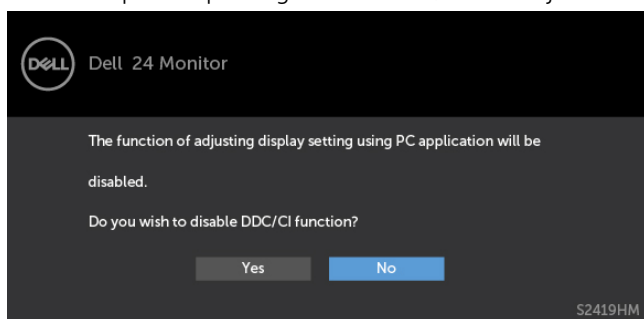 DELL
Dell 24 Monitor
The function of adjusting display setting using PC application will be
disabled.
Do you wish to disable DDC/CI function?
Yes No
S2419HM